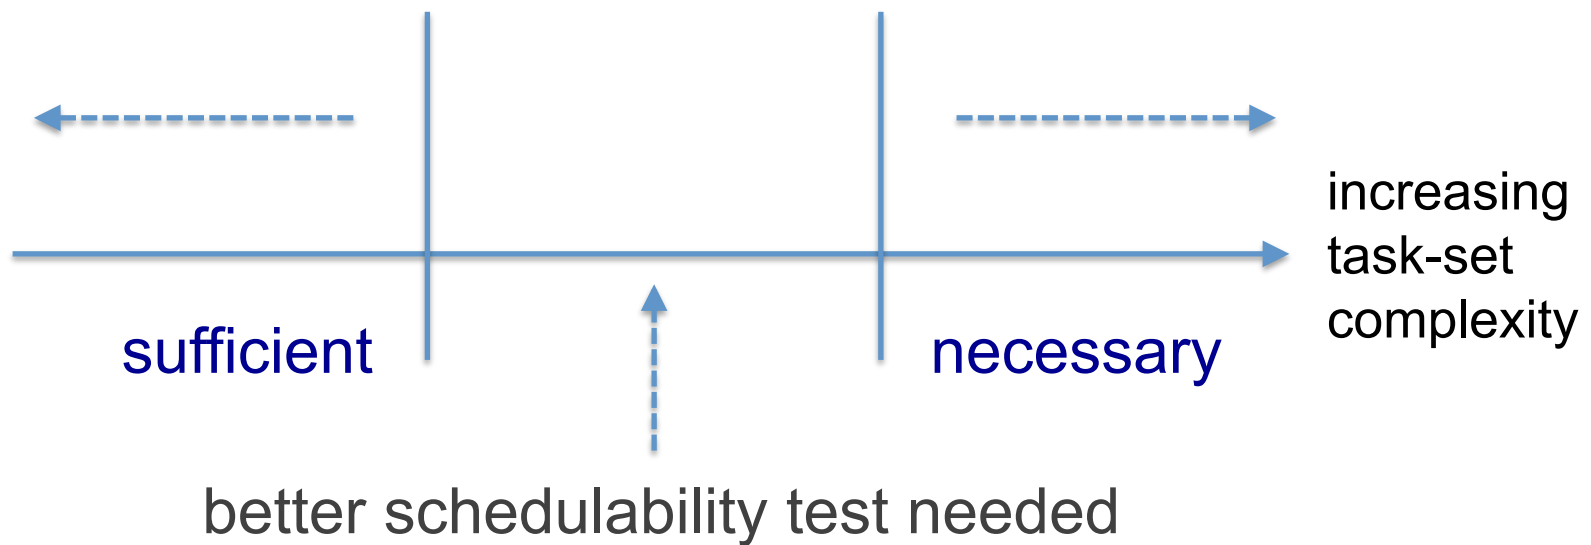 increasing
task-set
complexity
sufficient
necessary
better schedulability test needed